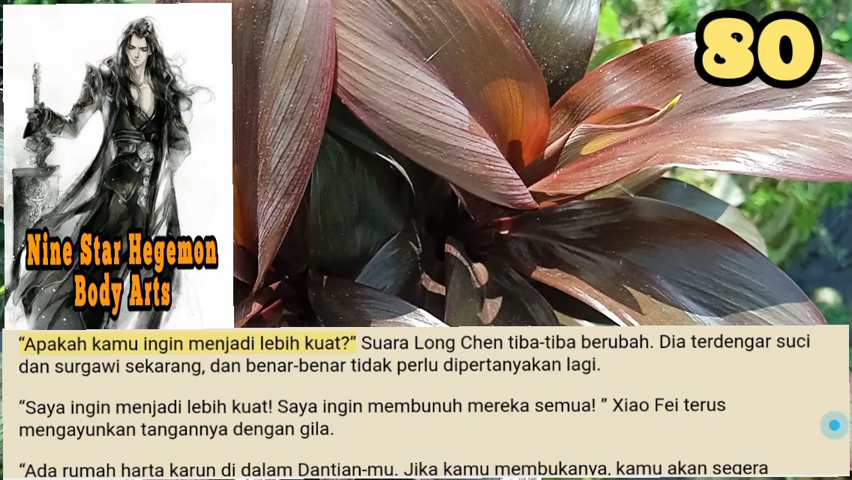 80
Nine Star Hegemon
Body Arts
“Apakah kamu ingin menjadi lebih kuat?” Suara Long Chen tiba-tiba berubah. Dia terdengar suci
dan surgawi sekarang, dan benar-benar tidak perlu dipertanyakan lagi.
“Saya ingin menjadi lebih kuat! Saya ingin membunuh mereka semua! ” Xiao Fei terus
mengayunkan tangannya dengan gila.
“Ada rumah harta karun di dalam Dantian-mu. Jika kamu membukanya, kamu akan segera